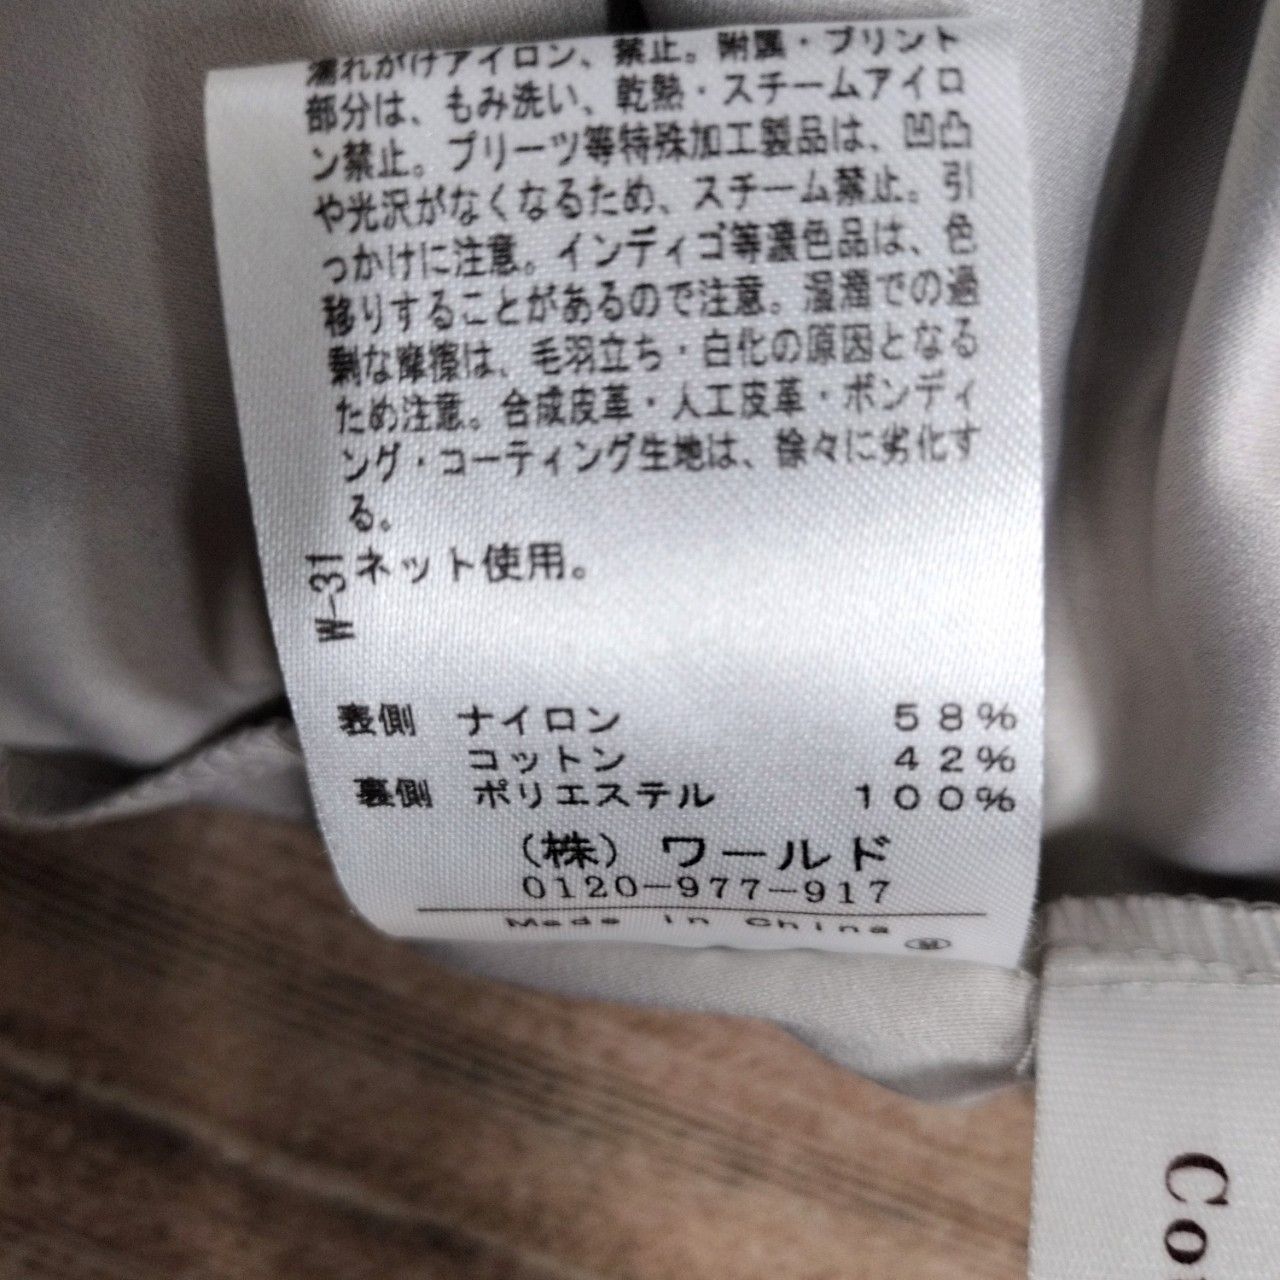 濡れがけアイロン、禁止。附属・プリント
部分は、もみ洗い、乾熱・スチームアイロ
ン禁止。プリーツ等特殊加工製品は、凹凸
や光沢がなくなるため、スチーム禁止。引
っかけに注意。インディゴ等濃色品は、色
移りすることがあるので注意。湿潤での過
剰な摩擦は、毛羽立ち・白化の原因となる
ため注意。合成皮革・人工皮革・ボンディ
ング・コーティング生地は、徐々に劣化す
る。
W-31
ネット使用。
表側 ナイロン 58%
コットン 42%
裏側 ポリエステル 100%
(株) ワールド
0120-977-917
Made in China
Co